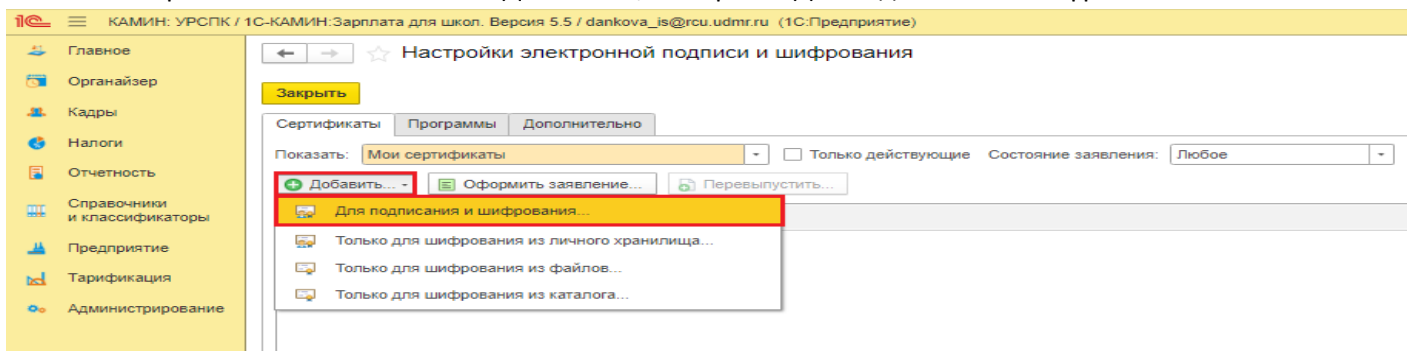 КАМИН: УРСПК / 1С-КАМИН:Зарплата для школ. Версия 5.5 / dankova_is@rcu.udmr.ru (1С:Предприятие)
Главное
Органайзер
Кадры
Налоги
Отчетность
Справочники
и классификаторы
Предприятие
Тарификация
Администрирование
Настройки электронной подписи и шифрования
Закрыть
Сертификаты Программы Дополнительно
Показать: Мои сертификаты Только действующие Состояние заявления: Любое
Добавить... Оформить заявление... Перевыпустить...
Для подписания и шифрования...
Только для шифрования из личного хранилища...
Только для шифрования из файлов...
Только для шифрования из каталога...